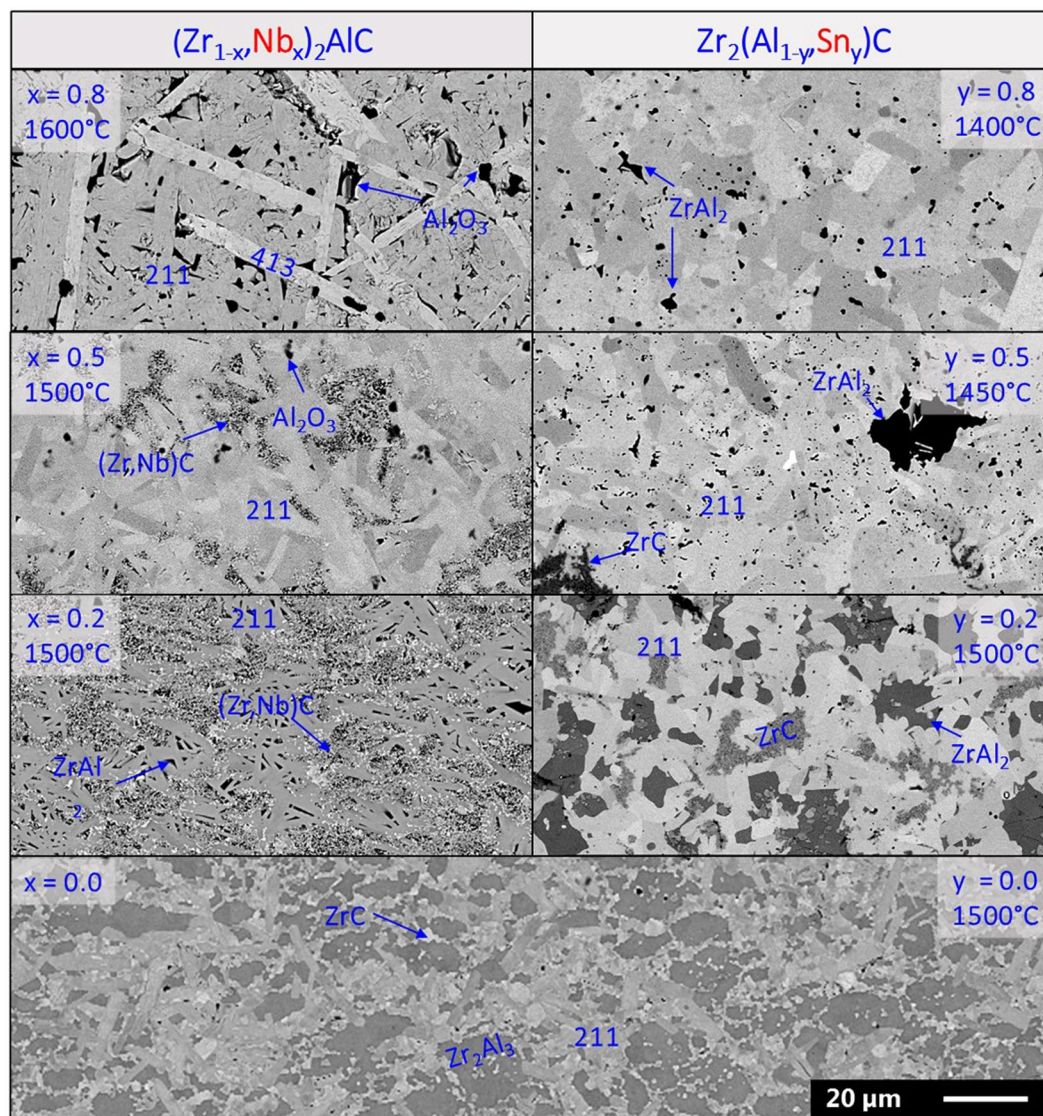 (Zr₁₋ₓ,Nbₓ)₂AlC
Zr₂(Al₁₋ᵧ,Snᵧ)C
x = 0.8
1600°C
Al₂O₃
211
413
y = 0.8
1400°C
ZrAl₂
211
x = 0.5
1500°C
Al₂O₃
(Zr,Nb)C
211
y = 0.5
1450°C
ZrAl₂
211
ZrC
x = 0.2
1500°C
211
(Zr,Nb)C
ZrAl
2
y = 0.2
1500°C
211
ZrC
ZrAl₂
x = 0.0
ZrC
Zr₂Al₃
211
y = 0.0
1500°C
20 µm